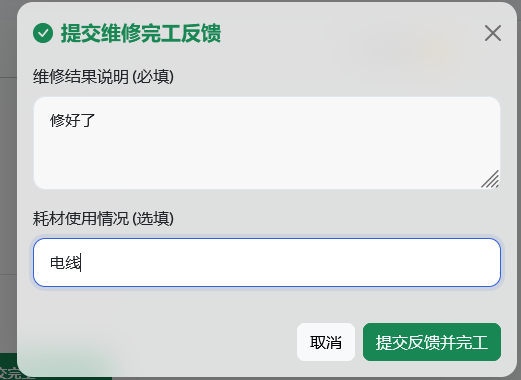 提交维修完工反馈
维修结果说明 (必填)
修好了
耗材使用情况 (选填)
电线
取消 提交反馈并完工